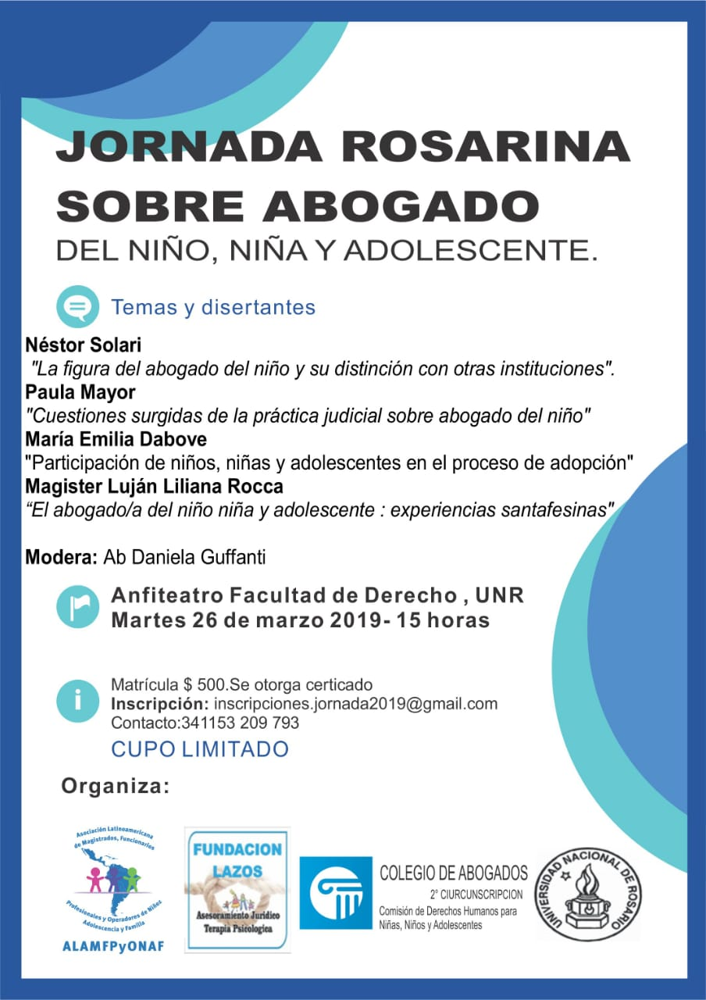 JORNADA ROSARINA
SOBRE ABOGADO
DEL NIÑO, NIÑA Y ADOLESCENTE.
Temas y disertantes
Néstor Solari
"La figura del abogado del niño y su distinción con otras instituciones".
Paula Mayor
"Cuestiones surgidas de la práctica judicial sobre abogado del niño"
María Emilia Dabove
"Participación de niños, niñas y adolescentes en el proceso de adopción"
Magister Luján Liliana Rocca
“El abogado/a del niño niña y adolescente : experiencias santafesinas"
Modera: Ab Daniela Guffanti
Anfiteatro Facultad de Derecho , UNR
Martes 26 de marzo 2019- 15 horas
i
Matrícula $ 500.Se otorga certicado
Inscripción: inscripciones.jornada2019@gmail.com
Contacto:341153 209 793
CUPO LIMITADO
Organiza:
Asociación Latinoamericana
de Magistrados, Funcionarios
Profesionales y Operadores de Niñez
Adolescencia y Familia
ALAMFPyONAF
FUNDACION
LAZOS
Asesoramiento Jurídico
Terapia Psicologica
COLEGIO DE ABOGADOS
2° CIURCUNSCRIPCION
Comisión de Derechos Humanos para
Niñas, Niños y Adolescentes
UNIVERSIDAD NACIONAL DE ROSARIO